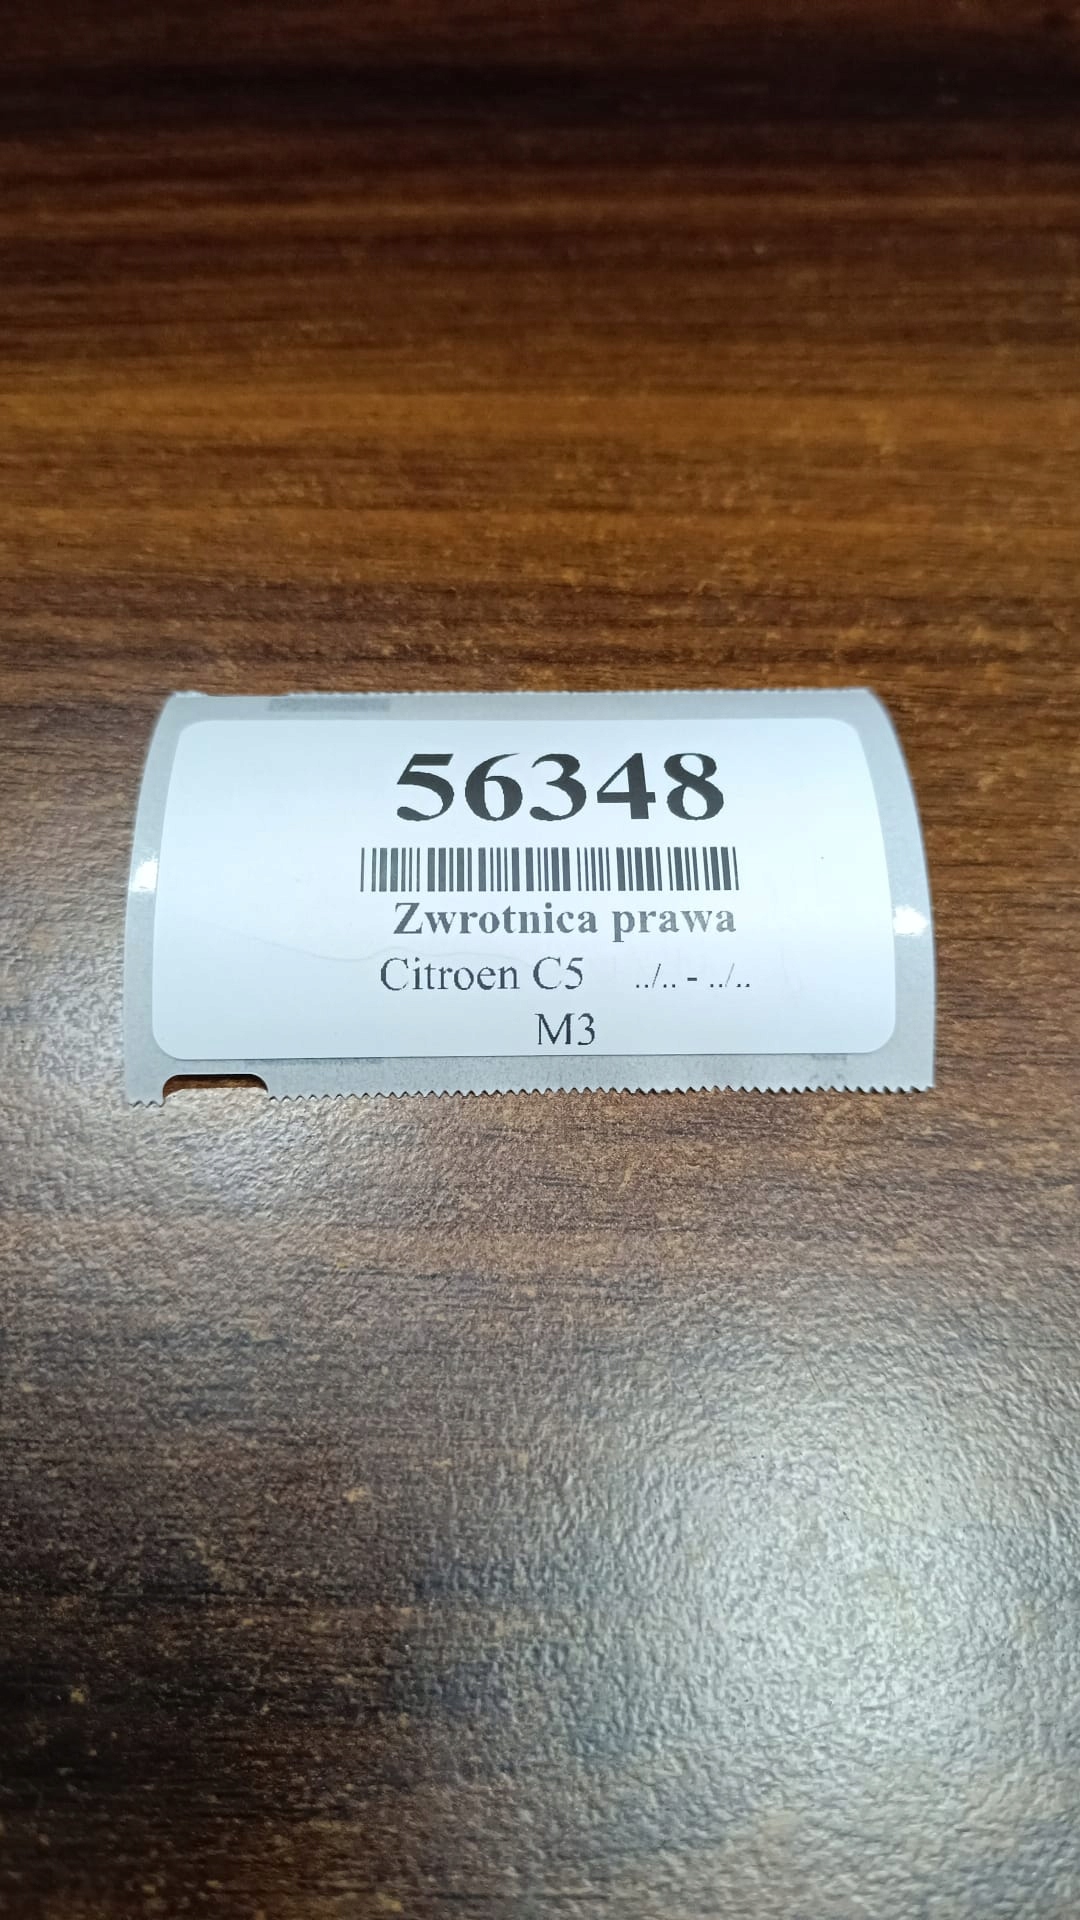 56348
Zwrotnica prawa
Citroen C5 ../.. - ../..
M3